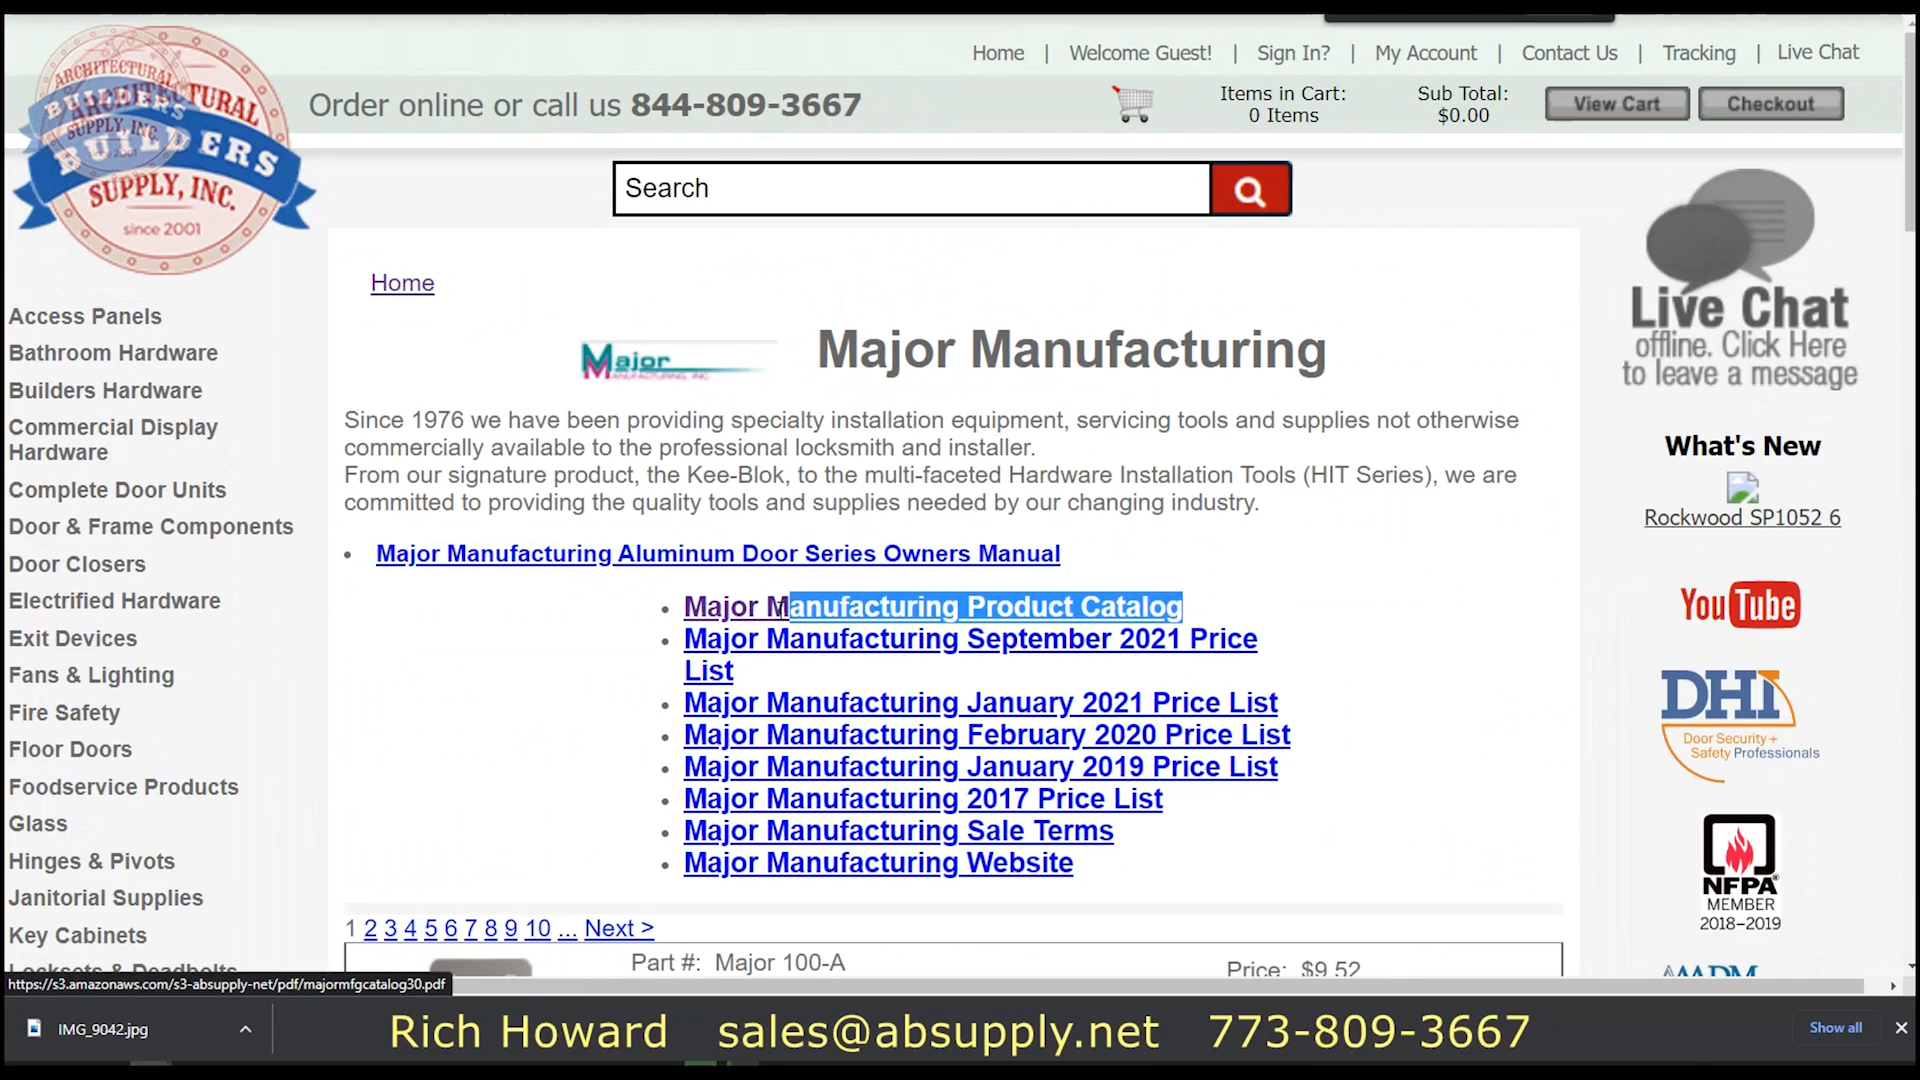 Home | Welcome Guest! | Sign In? | My Account | Contact Us | Tracking | Live Chat
ARCHITECTURAL
BUILDERS
SUPPLY, INC.
since 2001
Order online or call us 844-809-3667
Items in Cart:
0 Items
Sub Total:
$0.00
View Cart
Checkout
Search
Home
Major
MANUFACTURING, INC
Major Manufacturing
Since 1976 we have been providing specialty installation equipment, servicing tools and supplies not otherwise
commercially available to the professional locksmith and installer.
From our signature product, the Kee-Blok, to the multi-faceted Hardware Installation Tools (HIT Series), we are
committed to providing the quality tools and supplies needed by our changing industry.
• Major Manufacturing Aluminum Door Series Owners Manual
• Major Manufacturing Product Catalog
• Major Manufacturing September 2021 Price
List
• Major Manufacturing January 2021 Price List
• Major Manufacturing February 2020 Price List
• Major Manufacturing January 2019 Price List
• Major Manufacturing 2017 Price List
• Major Manufacturing Sale Terms
• Major Manufacturing Website
1 2 3 4 5 6 7 8 9 10 ... Next >
Part #: Major 100-A
Price: $9.52
Access Panels
Bathroom Hardware
Builders Hardware
Commercial Display
Hardware
Complete Door Units
Door & Frame Components
Door Closers
Electrified Hardware
Exit Devices
Fans & Lighting
Fire Safety
Floor Doors
Foodservice Products
Glass
Hinges & Pivots
Janitorial Supplies
Key Cabinets
Locksets & Deadbolts
Live Chat
offline. Click Here
to leave a message
What's New
Rockwood SP1052 6
YouTube
DHI
Door Security +
Safety Professionals
NFPA
MEMBER
2018-2019
https://s3.amazonaws.com/s3-absupply-net/pdf/majormfgcatalog30.pdf
IMG_9042.jpg
Rich Howard sales@absupply.net 773-809-3667
Show all